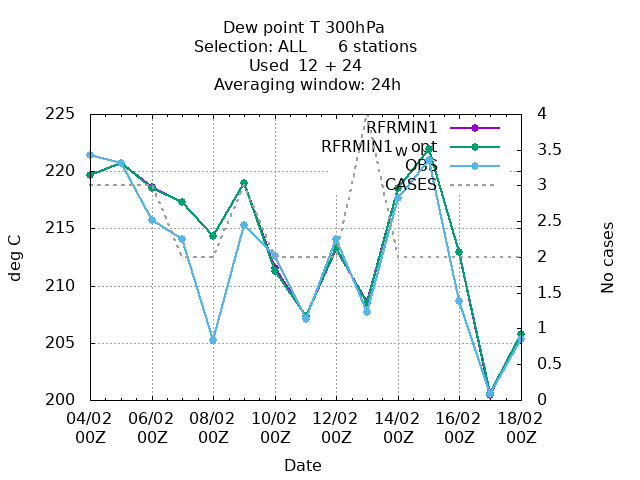 Dew point T 300hPa
Selection: ALL      6 stations
Used  12 + 24
Averaging window: 24h
225
220
215
210
205
200
deg C
4
3.5
3
2.5
2
1.5
1
0.5
0
No cases
RFRMIN1
RFRMIN1w opt
OBS
CASES
04/02 06/02 08/02 10/02 12/02 14/02 16/02 18/02
00Z 00Z 00Z 00Z 00Z 00Z 00Z 00Z
Date